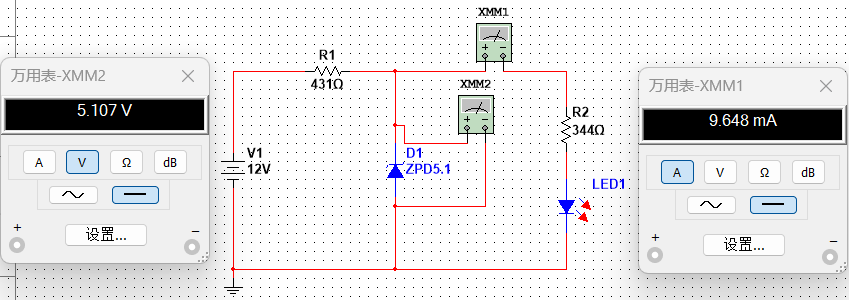 XMM1
万用表-XMM2
5.107 V
A V Ω dB
设置...
+ −
R1
431Ω
XMM2
V1
12V
D1
ZPD5.1
R2
344Ω
LED1
万用表-XMM1
9.648 mA
A V Ω dB
设置...
+ −